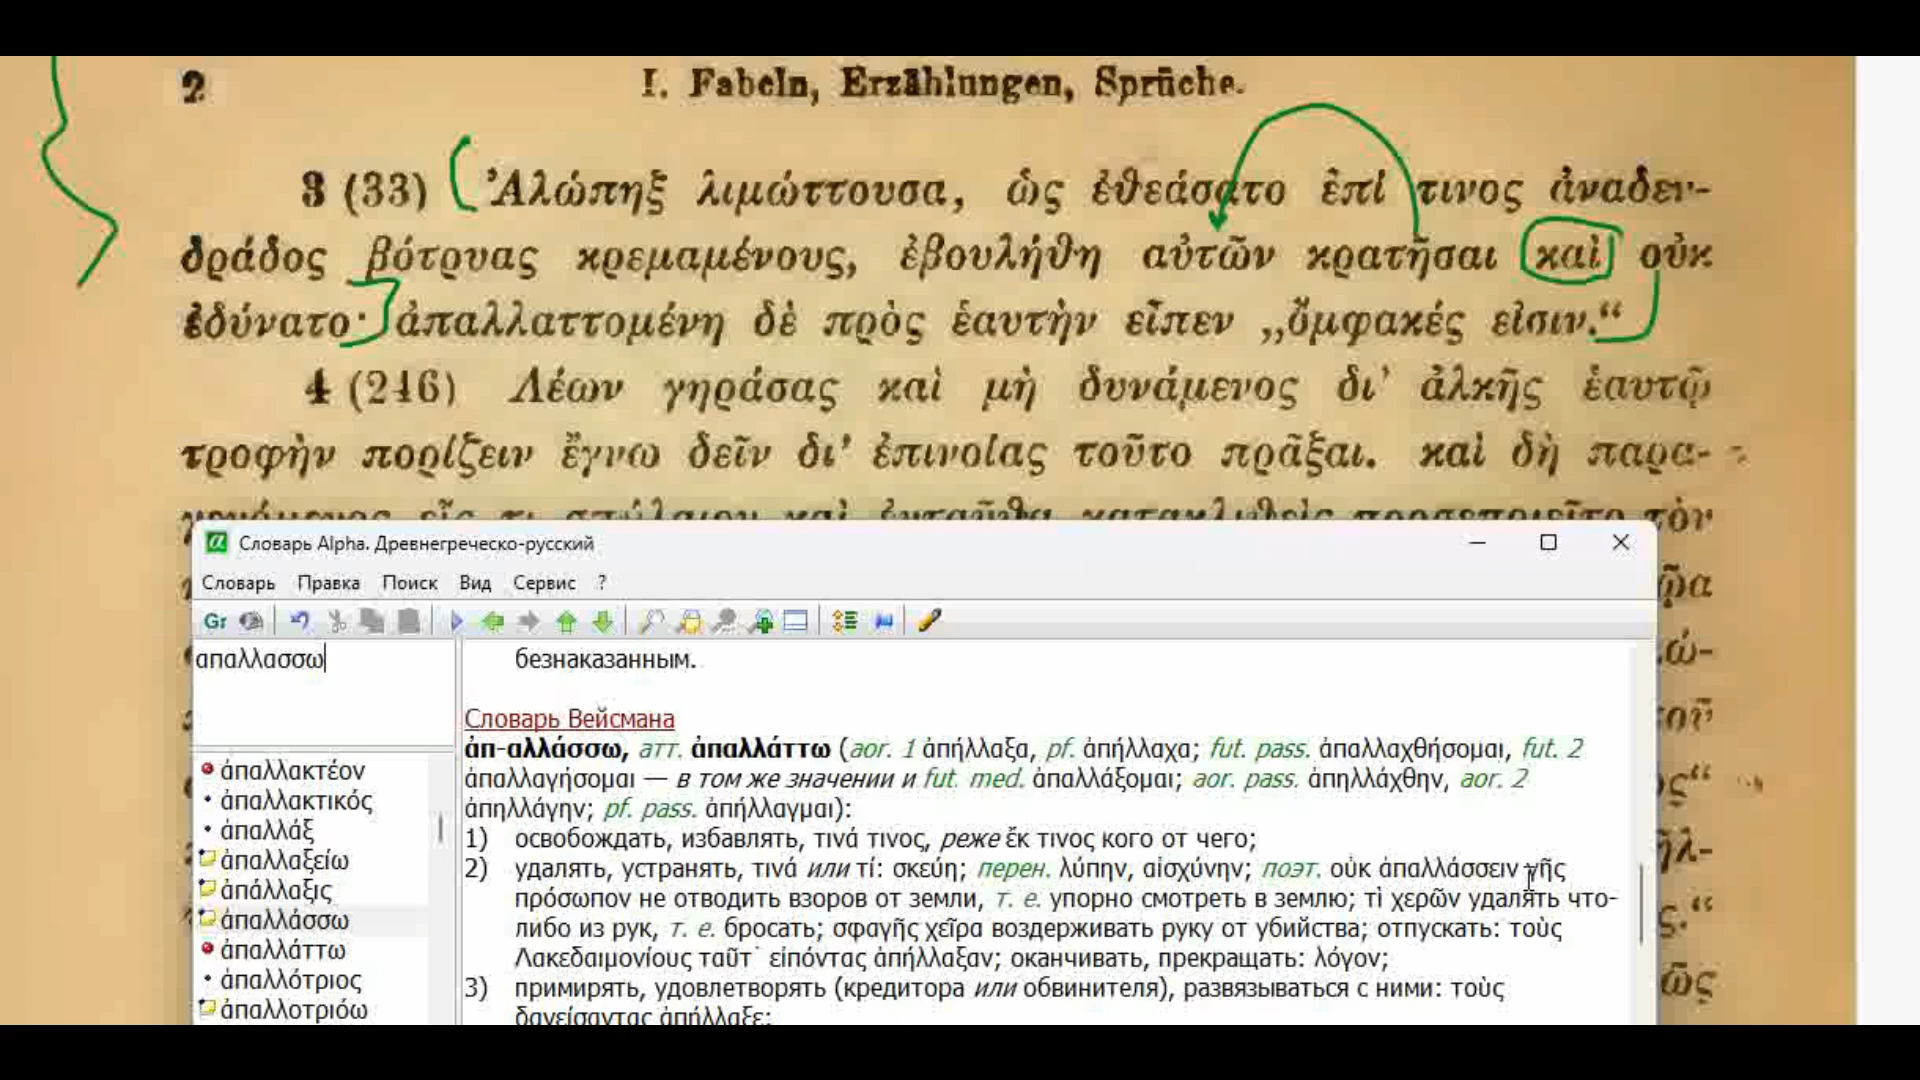 2
I. Fabeln, Erzählungen, Sprüche.
3 (33) Ἀλώπηξ λιμώττουσα, ὡς ἐθεάσατο ἐπί τινος ἀναδεν-
δράδος βότρυας κρεμαμένους, ἐβουλήθη αὐτῶν κρατῆσαι καὶ οὐκ
ἐδύνατο· ἀπαλλαττομένη δὲ πρὸς ἑαυτὴν εἶπεν „ὄμφακές εἰσιν.“
4 (246) Λέων γηράσας καὶ μὴ δυνάμενος δι’ ἀλκῆς ἑαυτῷ
τροφὴν πορίζειν ἔγνω δεῖν δι’ ἐπινοίας τοῦτο πρᾶξαι. καὶ δὴ παρα-
Словарь Alpha. Древнегреческо-русский
Словарь Правка Поиск Вид Сервис ?
Gr
απαλλασσω
безнаказанным.
Словарь Вейсмана
ἀπ-αλλάσσω, атт. ἀπαλλάττω (aor. 1 ἀπήλλαξα, pf. ἀπήλλαχα; fut. pass. ἀπαλλαχθήσομαι, fut. 2
ἀπαλλαγήσομαι — в том же значении и fut. med. ἀπαλλάξομαι; aor. pass. ἀπηλλάχθην, aor. 2
ἀπηλλάγην; pf. pass. ἀπήλλαγμαι):
1) освобождать, избавлять, τινά τινος, реже ἔκ τινος кого от чего;
2) удалять, устранять, τινά или τί: σκεύη; перен. λύπην, αἰσχύνην; поэт. οὐκ ἀπαλλάσσειν γῆς
πρόσωπον не отводить взоров от земли, т. е. упорно смотреть в землю; τὶ χερῶν удалять что-
либо из рук, т. е. бросать; σφαγῆς χεῖρα воздерживать руку от убийства; отпускать: τοὺς
Λακεδαιμονίους ταῦτ᾽ εἰπόντας ἀπήλλαξαν; оканчивать, прекращать: λόγον;
3) примирять, удовлетворять (кредитора или обвинителя), развязываться с ними: τοὺς
δανείσαντας ἀπήλλαξε;
ἀπαλλακτέον
ἀπαλλακτικός
ἀπαλλάξ
ἀπαλλαξείω
ἀπάλλαξις
ἀπαλλάσσω
ἀπαλλάττω
ἀπαλλότριος
ἀπαλλοτριόω